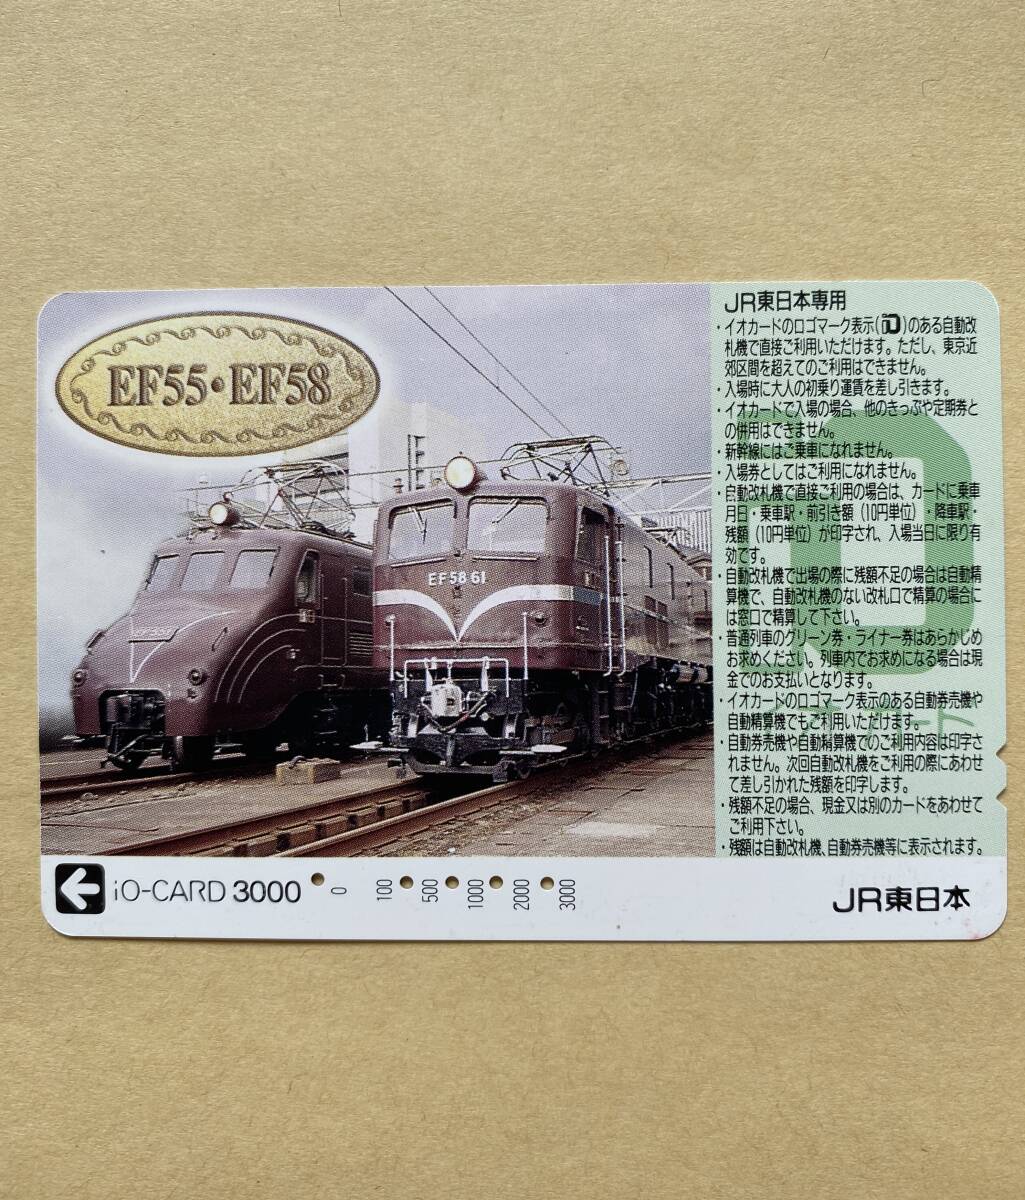 EF55・EF58
EF58 61
JR東日本専用
・イオカードのロゴマーク表示(iO)のある自動改
札機で直接ご利用いただけます。ただし、東京近
郊区間を超えてのご利用はできません。
・入場時に大人の初乗り運賃を差し引きます。
・イオカードで入場の場合、他のきっぷや定期券と
の併用はできません。
・新幹線にはご乗車になれません。
・入場券としてはご利用になれません。
・自動改札機で直接ご利用の場合は、カードに乗車
月日・乗車駅・前引き額(10円単位)・降車駅・
残額(10円単位)が印字され、入場当日に限り有
効です。
・自動改札機で出場の際に残額不足の場合は自動精
算機で、自動改札機のない改札口で精算の場合に
は窓口で精算して下さい。
・普通列車のグリーン券・ライナー券はあらかじめ
お求めください。列車内でお求めになる場合は現
金でのお支払いとなります。
・イオカードのロゴマーク表示のある自動券売機や
自動精算機でもご利用いただけます。
・自動券売機や自動精算機でのご利用内容は印字さ
れません。次回自動改札機をご利用の際にあわせ
て差し引かれた残額を印字します。
・残額不足の場合、現金又は別のカードをあわせて
ご利用下さい。
・残額は自動改札機、自動券売機等に表示されます。
iO-CARD 3000
0 100 500 1000 2000 3000
JR東日本